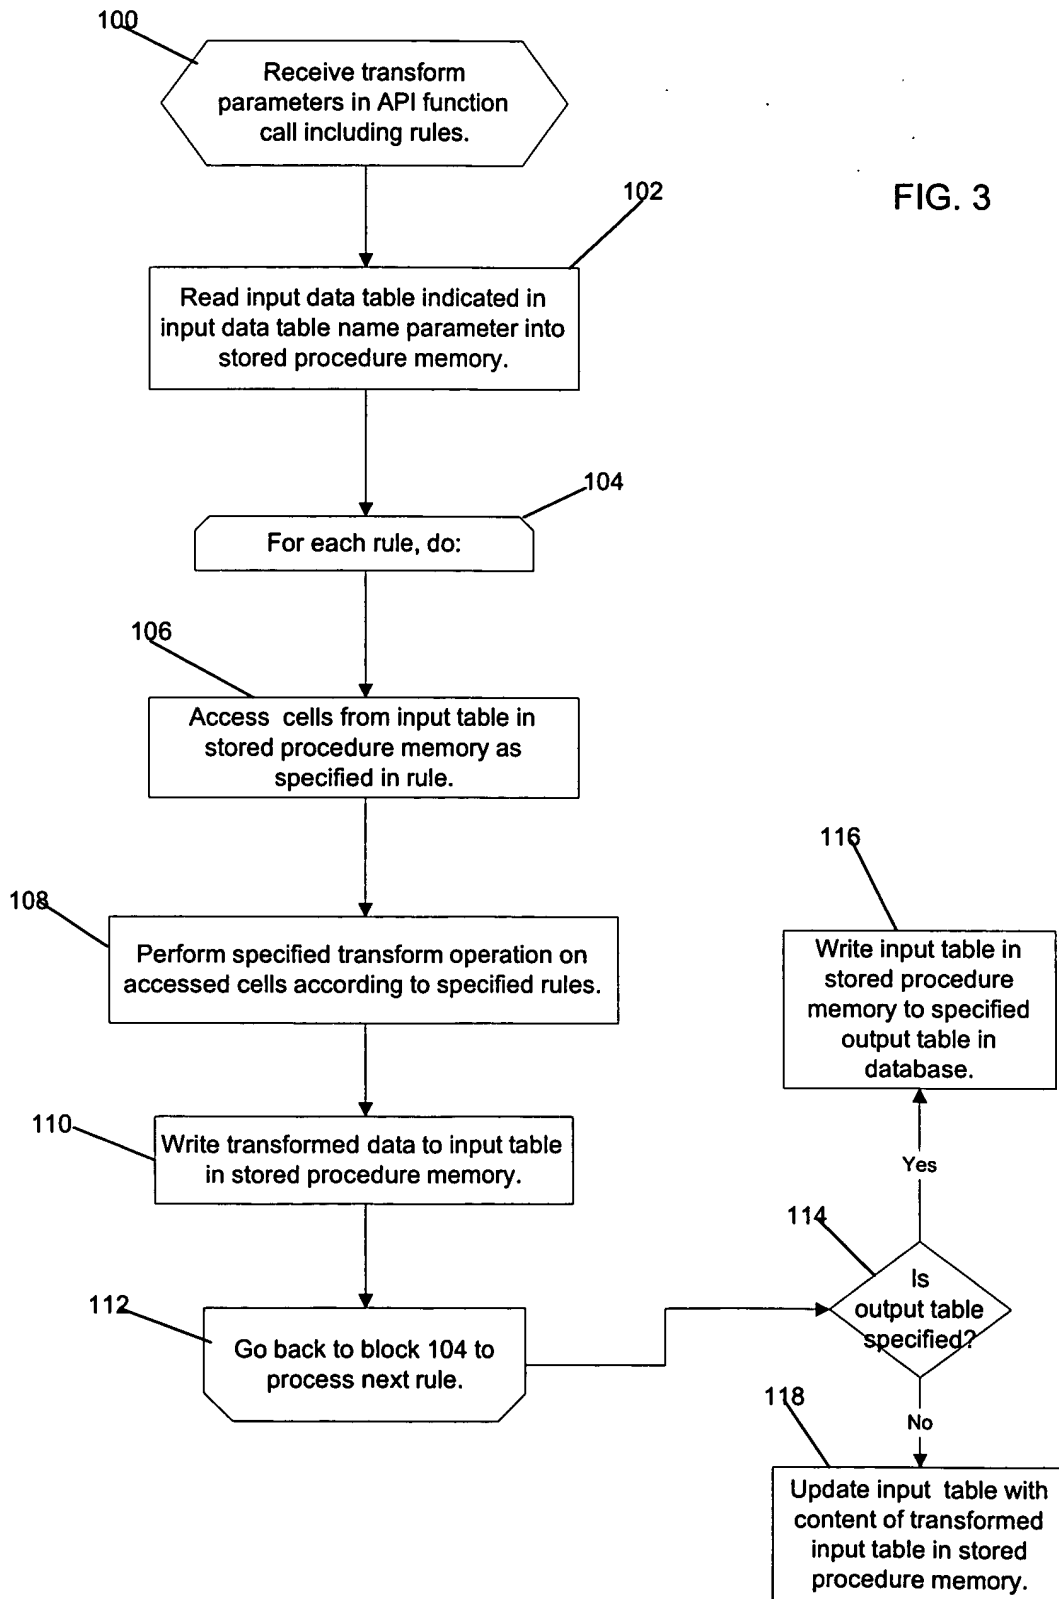 100
Receive transform
parameters in API function
call including rules.
FIG. 3
102
Read input data table indicated in
input data table name parameter into
stored procedure memory.
104
For each rule, do:
106
Access cells from input table in
stored procedure memory as
specified in rule.
108
Perform specified transform operation on
accessed cells according to specified rules.
110
Write transformed data to input table
in stored procedure memory.
112
Go back to block 104 to
process next rule.
114
Is
output table
specified?
Yes
116
Write input table in
stored procedure
memory to specified
output table in
database.
No
118
Update input table with
content of transformed
input table in stored
procedure memory.